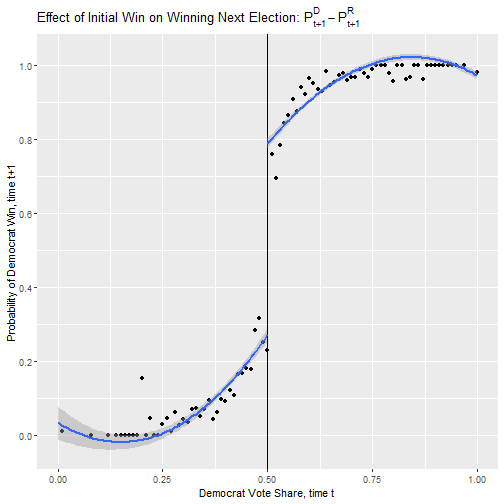 Effect of Initial Win on Winning Next Election: P^D_t+1 − P^R_t+1
Probability of Democrat Win, time t+1
1.0
0.8
0.6
0.4
0.2
0.0
0.00 0.25 0.50 0.75 1.00
Democrat Vote Share, time t